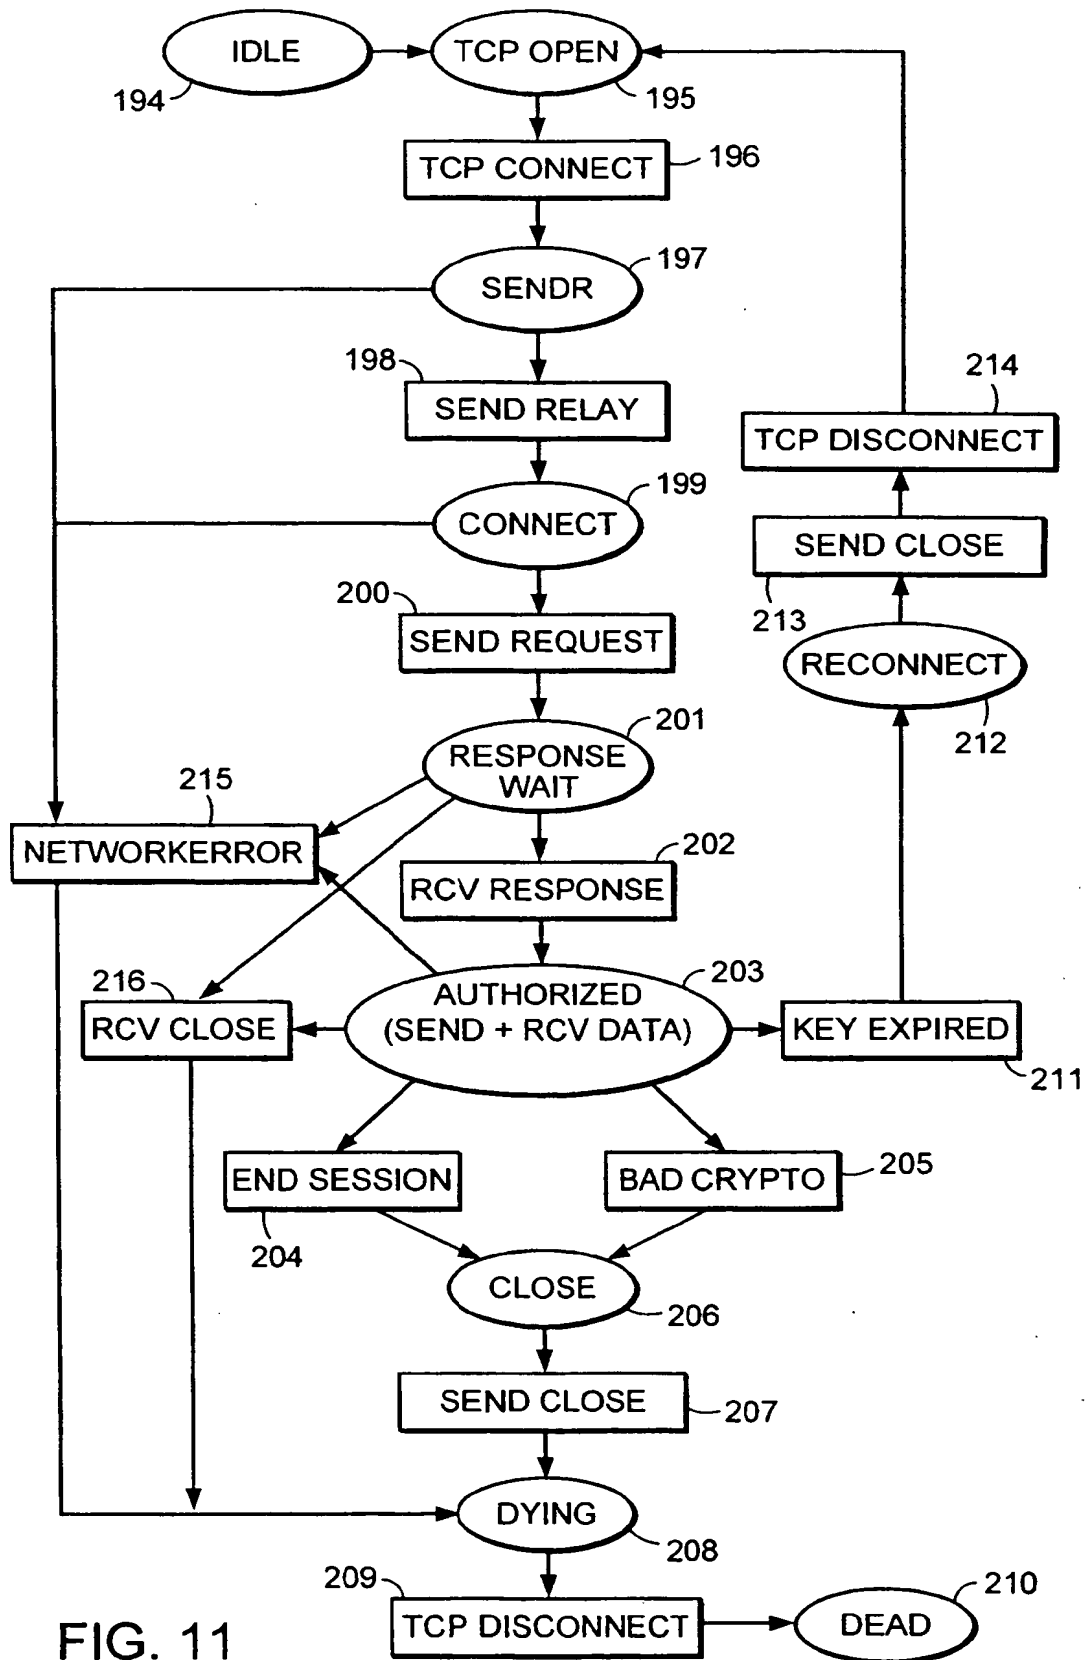 IDLE
TCP OPEN
194
195
TCP CONNECT
196
197
SENDR
198
SEND RELAY
214
TCP DISCONNECT
199
CONNECT
SEND CLOSE
200
213
SEND REQUEST
RECONNECT
201
212
RESPONSE
WAIT
215
NETWORKERROR
202
RCV RESPONSE
203
216
AUTHORIZED
(SEND + RCV DATA)
RCV CLOSE
KEY EXPIRED
211
END SESSION
BAD CRYPTO
205
204
CLOSE
206
SEND CLOSE
207
DYING
208
209
210
TCP DISCONNECT
DEAD
FIG. 11